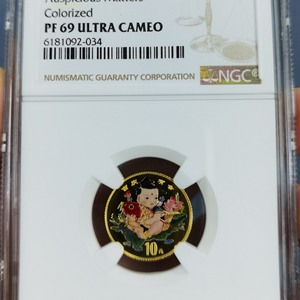 Auspicious Matters
Colorized
PF 69 ULTRA CAMEO
6181092-034
NUMISMATIC GUARANTY CORPORATION
NGC
10元